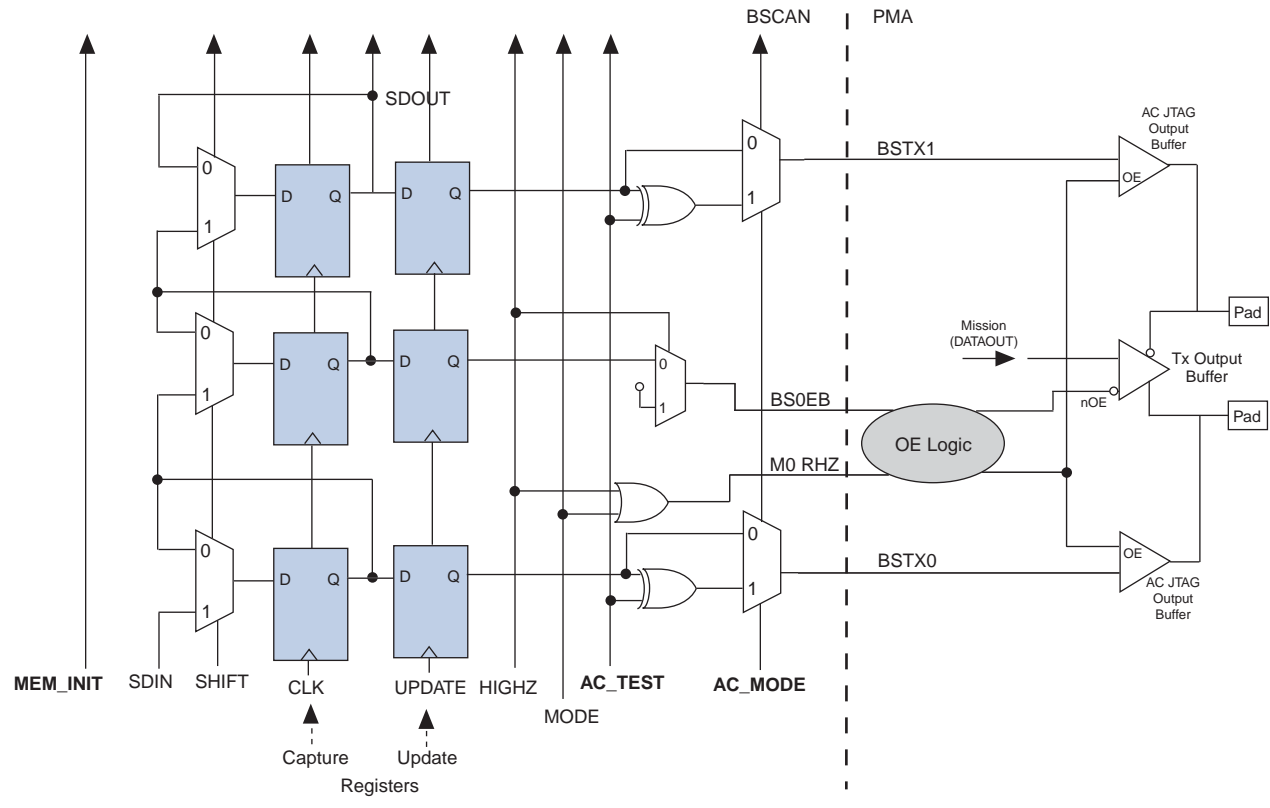 BSCAN PMA
SDOUT
AC JTAG
Output
Buffer
0
0
BSTX1
OE
D Q D Q
1
1
Pad
Mission
(DATAOUT)
0
Tx Output
Buffer
D Q D Q
0
1
1
BS0EB
nOE
Pad
OE Logic
M0 RHZ
0
0
OE
BSTX0
D Q D Q
1
1
AC JTAG
Output
Buffer
MEM_INIT SDIN SHIFT CLK UPDATE HIGHZ AC_TEST AC_MODE
MODE
Capture Update
Registers